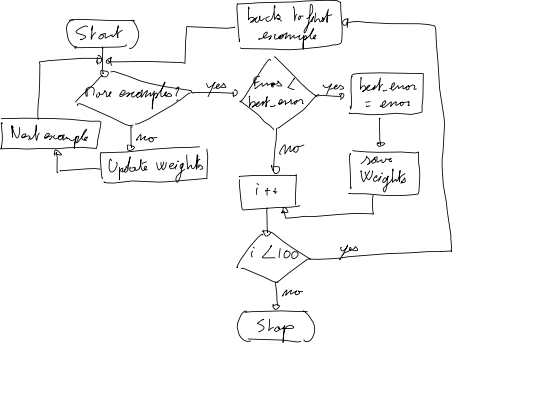 back to first
example
Start
More examples?
yes
Error <
best_error
yes
best_error
= error
Next example
no
Update weights
no
save
Weights
i++
i < 100
yes
no
Stop